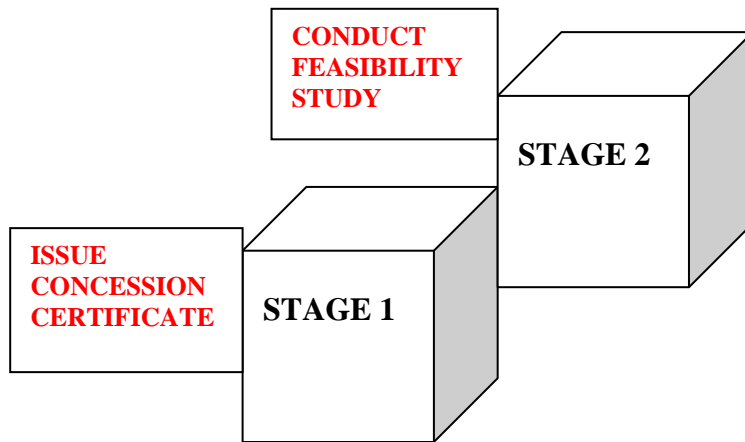 CONDUCT
FEASIBILITY
STUDY
STAGE 2
ISSUE
CONCESSION
CERTIFICATE
STAGE 1